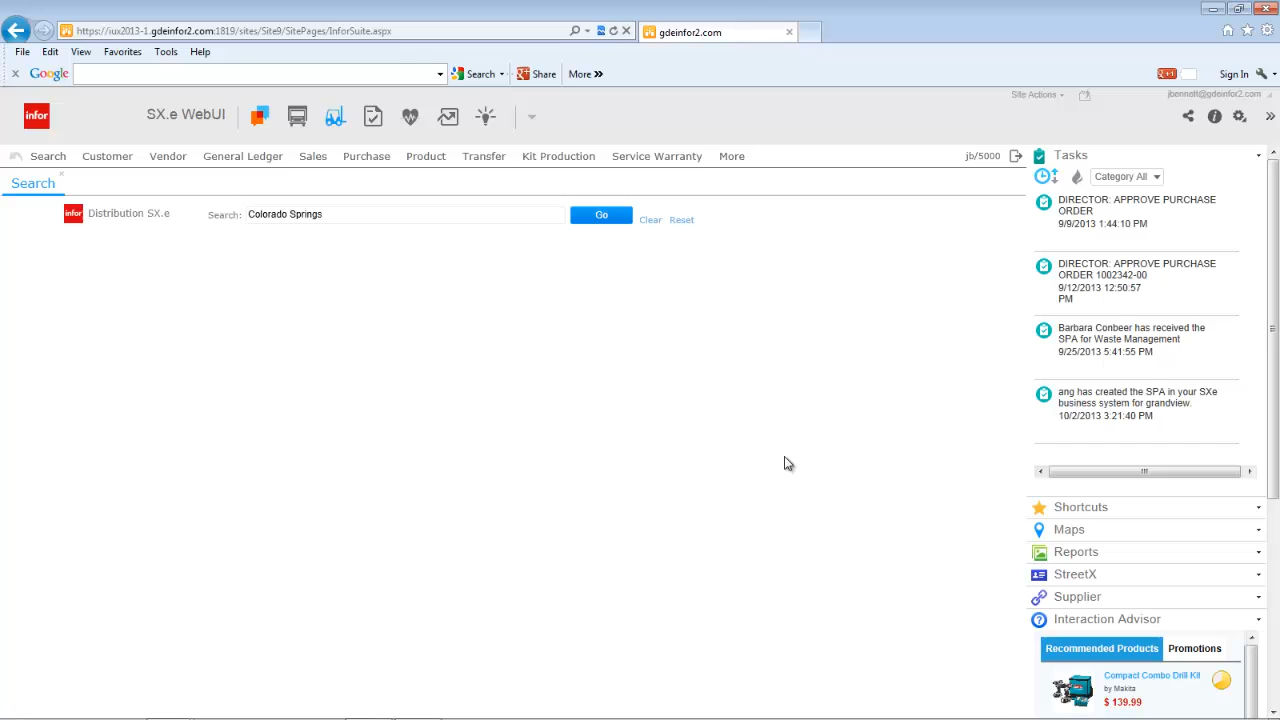 https://iux2013-1.gdeinfor2.com:1819/sites/Site9/SitePages/InforSuite.aspx
gdeinfor2.com
File Edit View Favorites Tools Help
x Google Search Share More »
Sign In
Site Actions
jbennett@gdeinfor2.com
infor
SX.e WebUI
Search Customer Vendor General Ledger Sales Purchase Product Transfer Kit Production Service Warranty More
jb/5000
Search
infor Distribution SX.e
Search: Colorado Springs
Go
Clear Reset
Tasks
Category All
DIRECTOR: APPROVE PURCHASE
ORDER
9/9/2013 1:44:10 PM
DIRECTOR: APPROVE PURCHASE
ORDER 1002342-00
9/12/2013 12:50:57
PM
Barbara Conbeer has received the
SPA for Waste Management
9/25/2013 5:41:55 PM
ang has created the SPA in your SXe
business system for grandview.
10/2/2013 3:21:40 PM
Shortcuts
Maps
Reports
StreetX
Supplier
Interaction Advisor
Recommended Products Promotions
Compact Combo Drill Kit
by Makita
$ 139.99